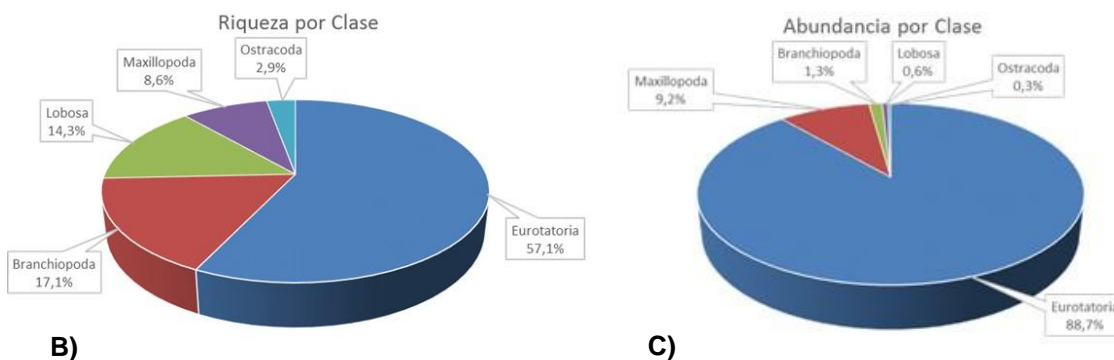 Riqueza por Clase
Ostracoda
2,9%
Maxillopoda
8,6%
Lobosa
14,3%
Eurotatoria
57,1%
Branchiopoda
17,1%
B)
Abundancia por Clase
Branchiopoda
1,3%
Lobosa
0,6%
Ostracoda
0,3%
Maxillopoda
9,2%
Eurotatoria
88,7%
C)